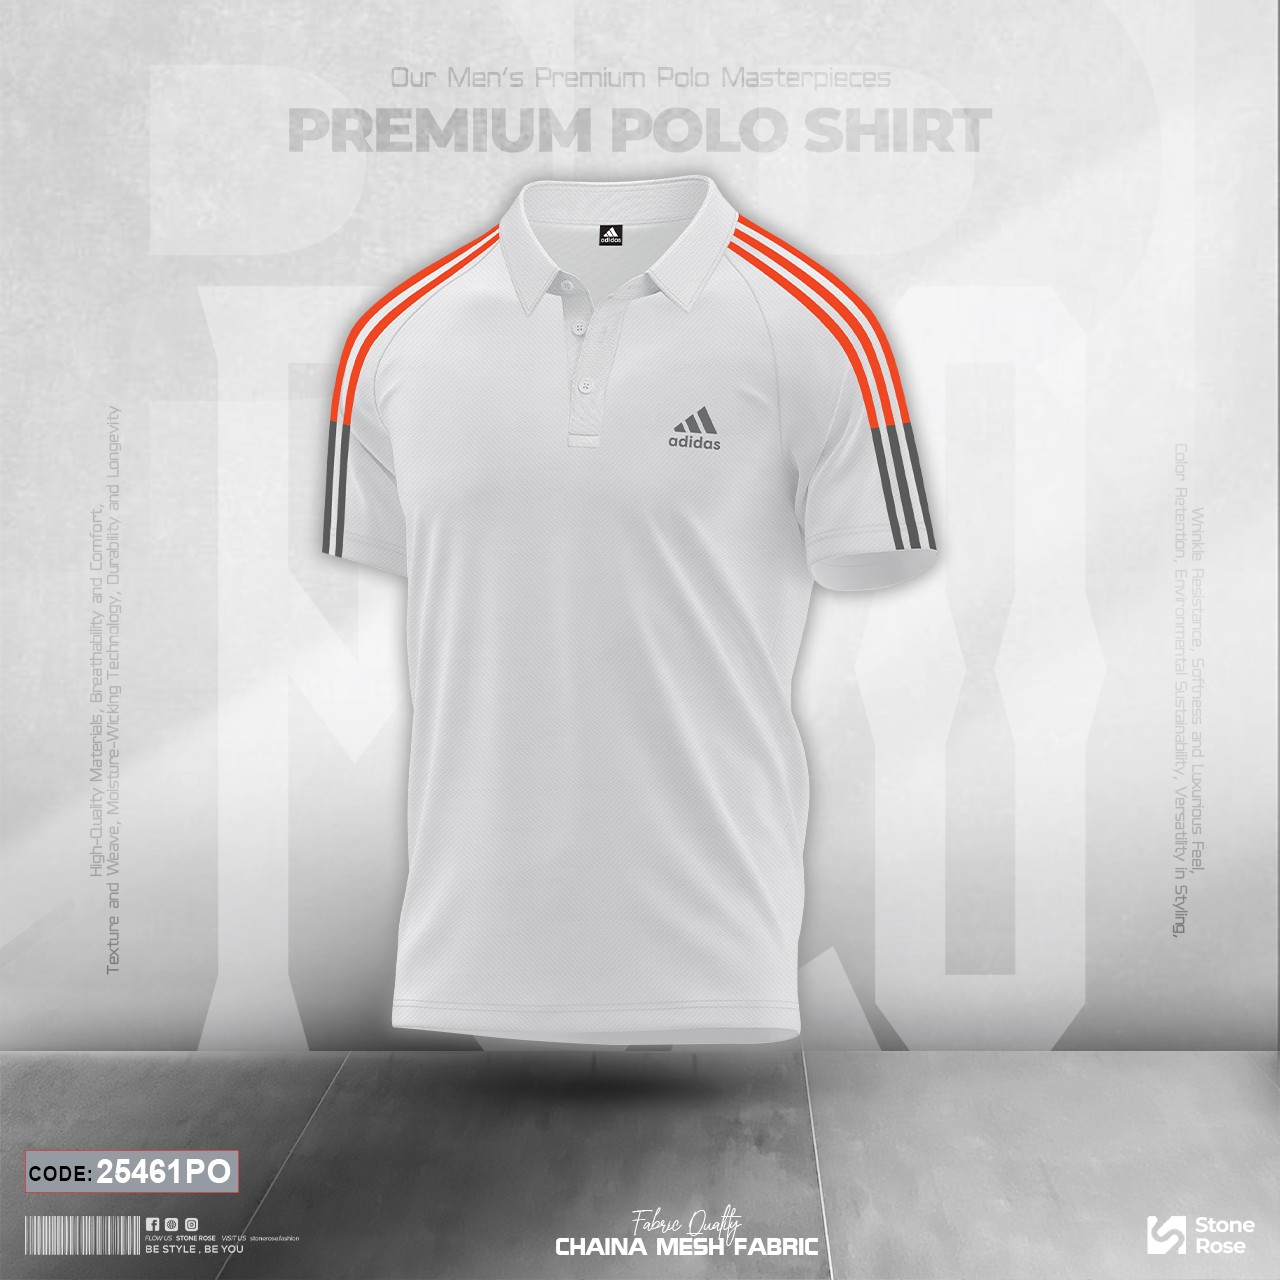 Our Men's Premium Polo Masterpieces
PREMIUM POLO SHIRT
adidas
adidas
High-Quality Materials, Breathability and Comfort,
Texture and Weave, Moisture-Wicking Technology, Durability and Longevity
Wrinkle Resistance, Softness and Luxurious Feel,
Color Retention, Environmental Sustainability, Versatility in Styling,
CODE: 25461PO
FLOW US STONE ROSE VISIT US stonerose.fashion
BE STYLE , BE YOU
Fabric Quality
CHAINA MESH FABRIC
Stone
Rose